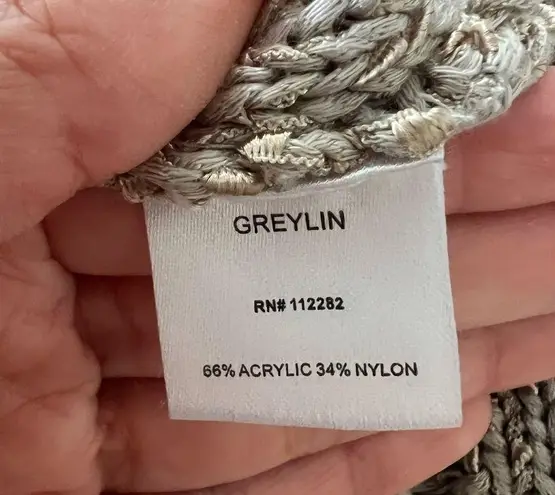 GREYLIN
RN# 112282
66% ACRYLIC 34% NYLON